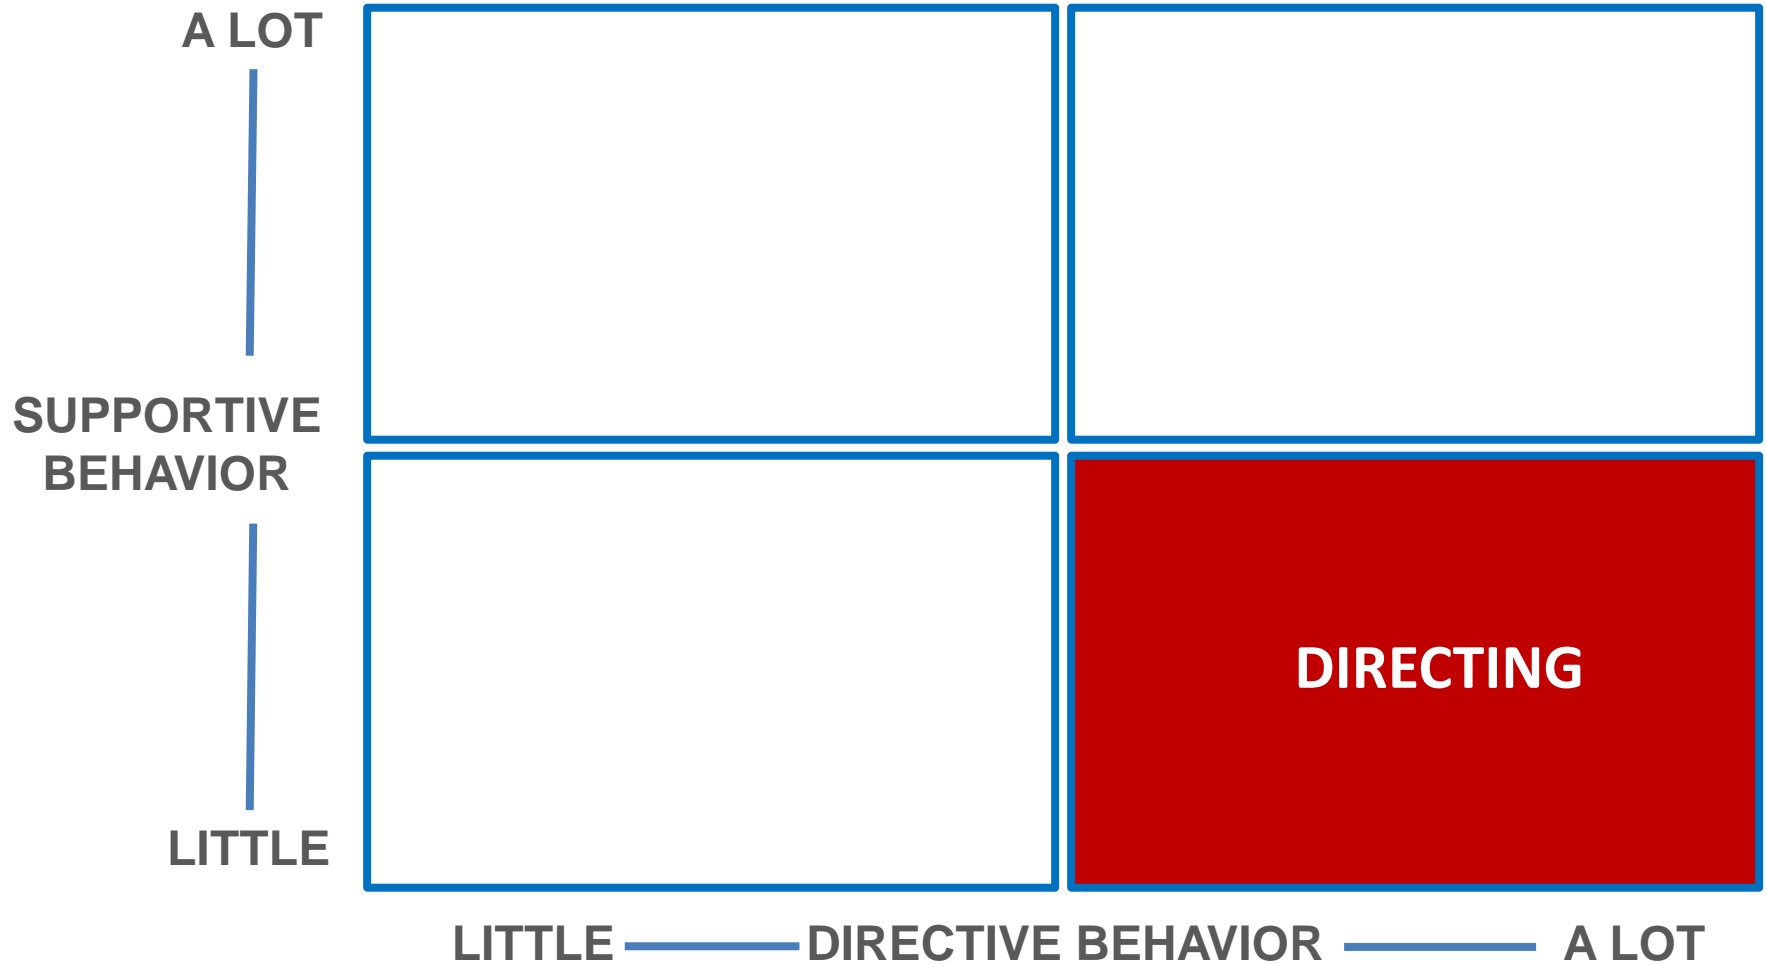 A LOT
SUPPORTIVE
BEHAVIOR
LITTLE
DIRECTING
LITTLE DIRECTIVE BEHAVIOR A LOT